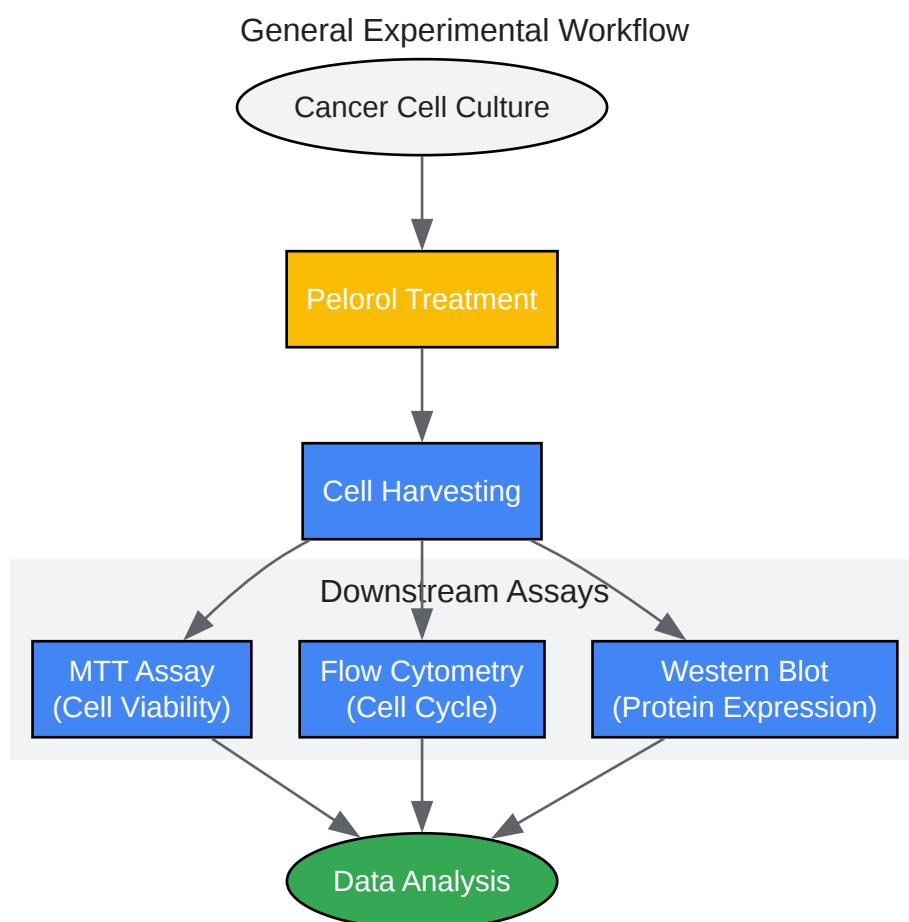 General Experimental Workflow
Cancer Cell Culture
Pelorol Treatment
Cell Harvesting
Downstream Assays
MTT Assay
(Cell Viability)
Flow Cytometry
(Cell Cycle)
Western Blot
(Protein Expression)
Data Analysis